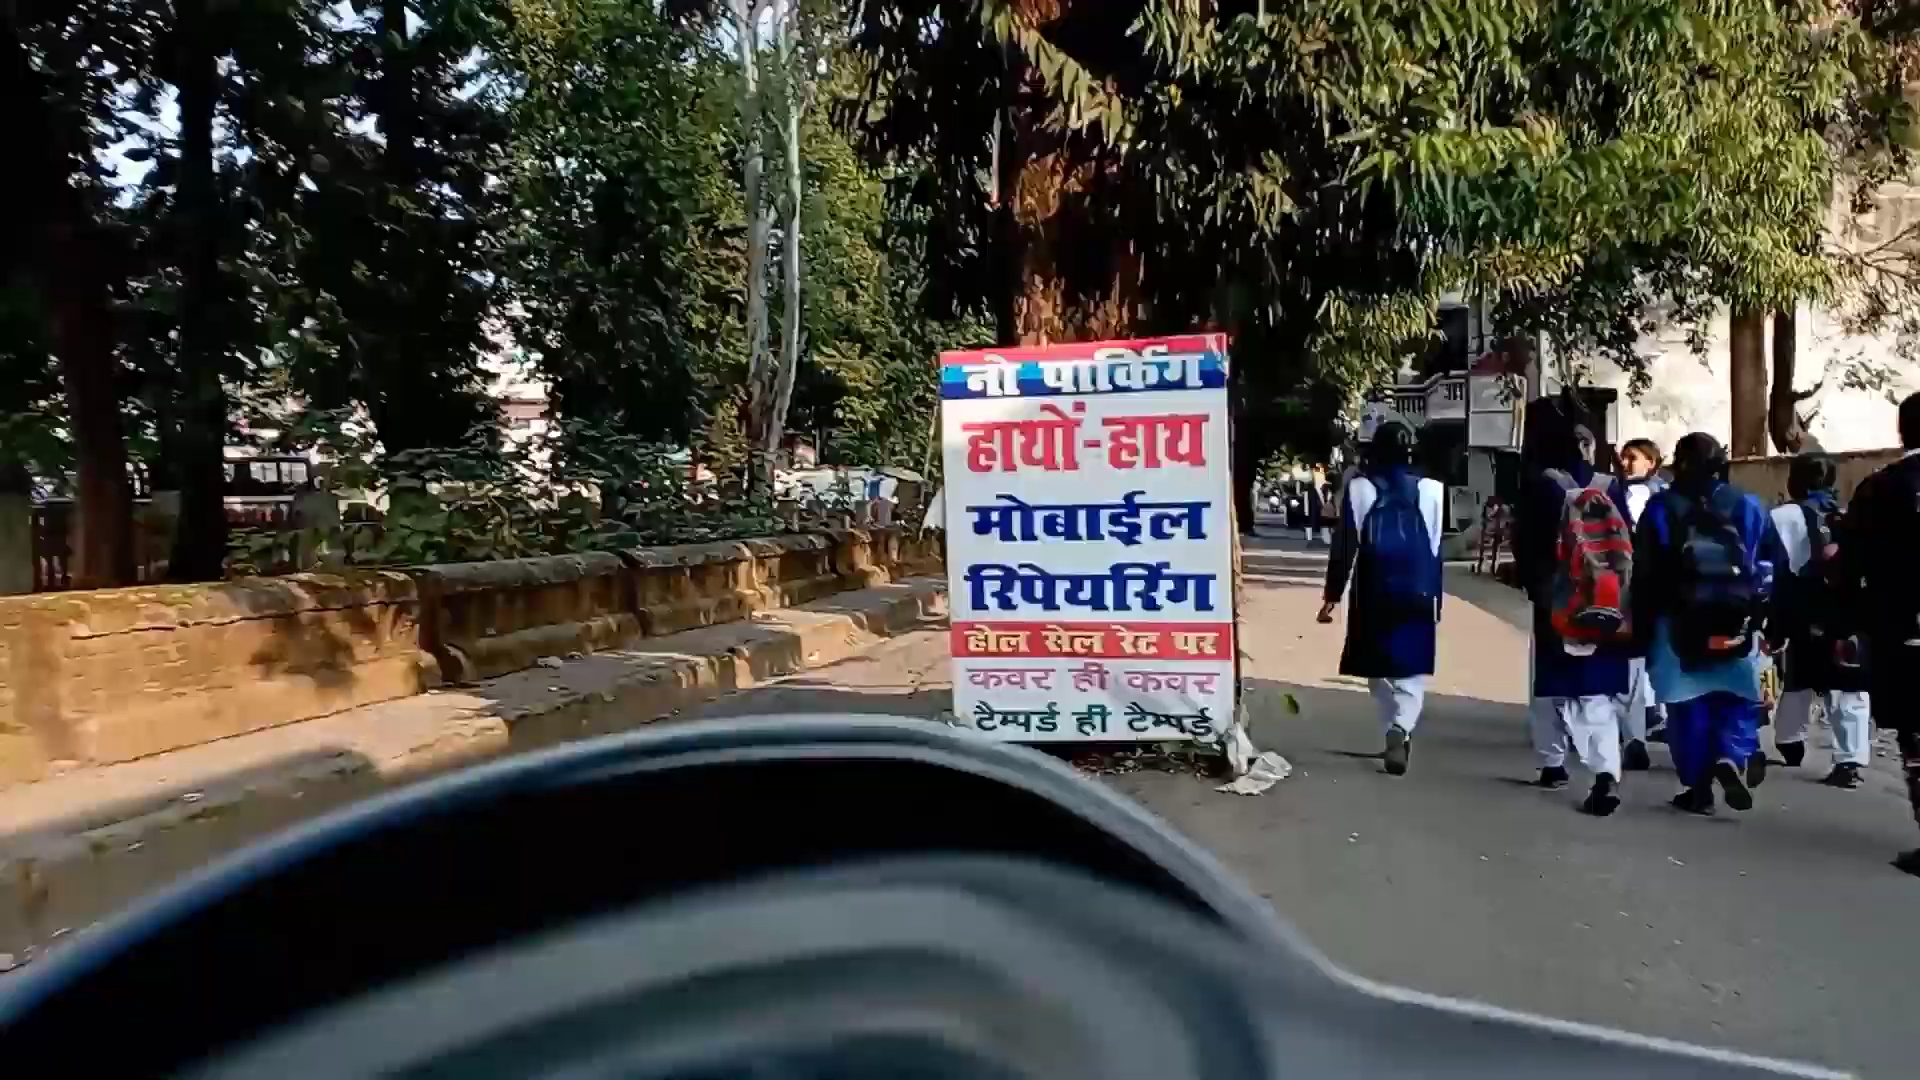 नो पार्किंग
हाथों-हाथ
मोबाईल
रिपेयरिंग
होल सेल रेट पर
कवर ही कवर
टैम्पर्ड ही टैम्पर्ड